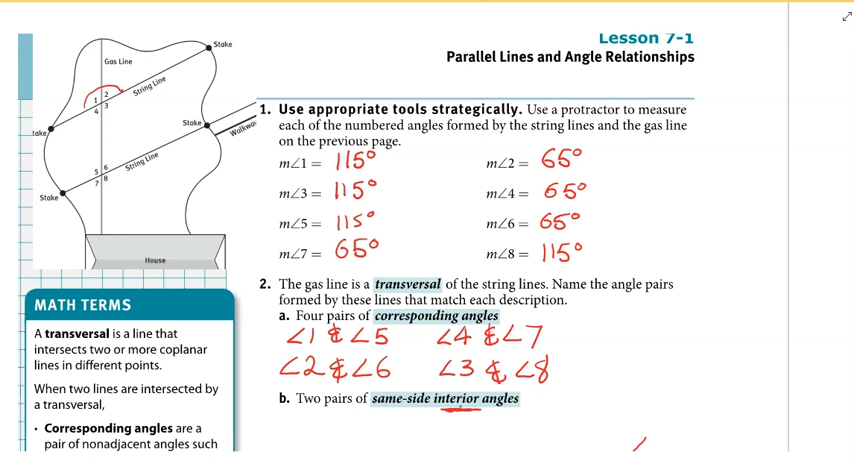 Lesson 7-1
Parallel Lines and Angle Relationships
Stake
Gas Line
String Line
1 2
4 3
take
Stake
Walkwa
5 6
String Line
7 8
Stake
House
1. Use appropriate tools strategically. Use a protractor to measure
each of the numbered angles formed by the string lines and the gas line
on the previous page.
m∠1 = 115° m∠2 = 65°
m∠3 = 115° m∠4 = 65°
m∠5 = 115° m∠6 = 65°
m∠7 = 65° m∠8 = 115°
2. The gas line is a transversal of the string lines. Name the angle pairs
formed by these lines that match each description.
a. Four pairs of corresponding angles
∠1 & ∠5 ∠4 & ∠7
∠2 & ∠6 ∠3 & ∠8
b. Two pairs of same-side interior angles
MATH TERMS
A transversal is a line that
intersects two or more coplanar
lines in different points.
When two lines are intersected by
a transversal,
• Corresponding angles are a
pair of nonadjacent angles such